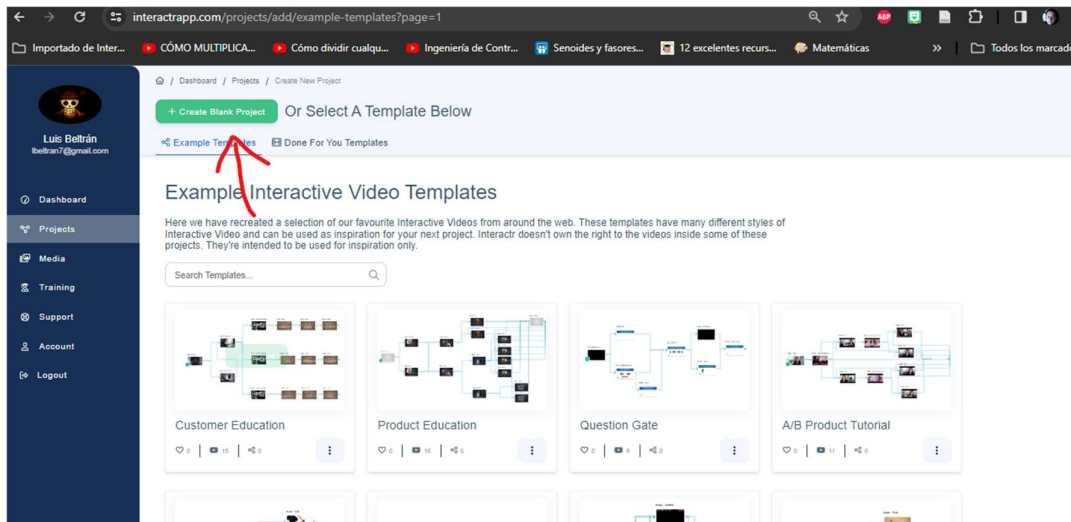 interactrapp.com/projects/add/example-templates?page=1
ABP
Importado de Inter...
CÓMO MULTIPLICA...
Cómo dividir cualqu...
Ingeniería de Contr...
Senoides y fasores...
12 excelentes recurs...
Matemáticas
»
Todos los marcado
/ Dashboard / Projects / Create New Project
+ Create Blank Project Or Select A Template Below
Example Templates Done For You Templates
Luis Beltrán
lbeltran7@gmail.com
Dashboard
Projects
Media
Training
Support
Account
Logout
Example Interactive Video Templates
Here we have recreated a selection of our favourite Interactive Videos from around the web. These templates have many different styles of
Interactive Video and can be used as inspiration for your next project. Interactr doesn't own the right to the videos inside some of these
projects. They're intended to be used for inspiration only.
Search Templates...
Customer Education
0 | 15 | 0
Product Education
0 | 16 | 0
Question Gate
0 | 6 | 0
A/B Product Tutorial
0 | 11 | 0